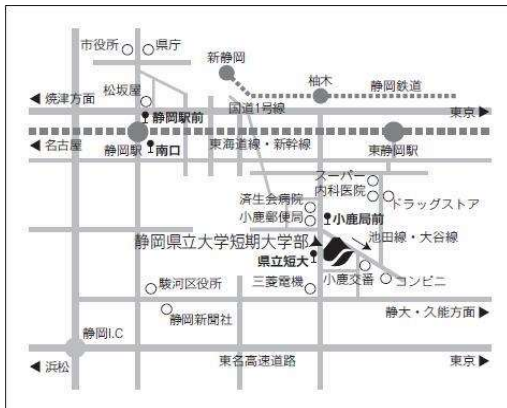 市役所
県庁
新静岡
柚木
静岡鉄道
松坂屋
焼津方面
国道1号線
東京
静岡駅前
名古屋
静岡駅
南口
東海道線・新幹線
東静岡駅
スーパー
内科医院
ドラッグストア
済生会病院
小鹿郵便局
小鹿局前
静岡県立大学短期大学部
池田線・大谷線
県立短大
駿河区役所
三菱電機
小鹿交番
コンビニ
静岡新聞社
静大・久能方面
静岡I.C
浜松
東名高速道路
東京